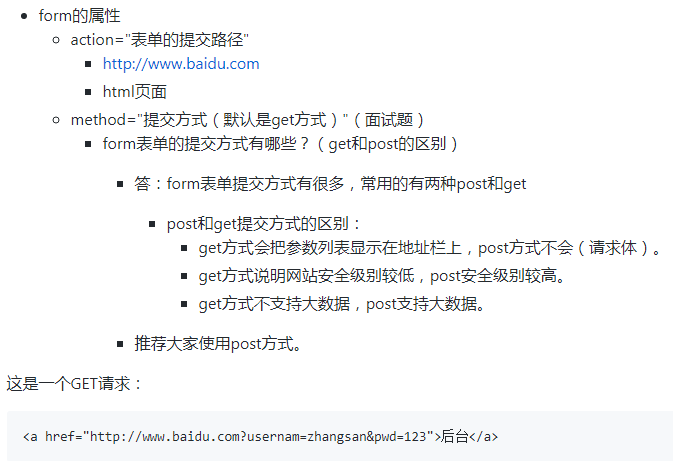 form的属性
action="表单的提交路径"
http://www.baidu.com
html页面
method="提交方式（默认是get方式）"（面试题）
form表单的提交方式有哪些？（get和post的区别）
答：form表单提交方式有很多，常用的有两种post和get
post和get提交方式的区别：
get方式会把参数列表显示在地址栏上，post方式不会（请求体）。
get方式说明网站安全级别较低，post安全级别较高。
get方式不支持大数据，post支持大数据。
推荐大家使用post方式。
这是一个GET请求：
<a href="http://www.baidu.com?usernam=zhangsan&pwd=123">后台</a>